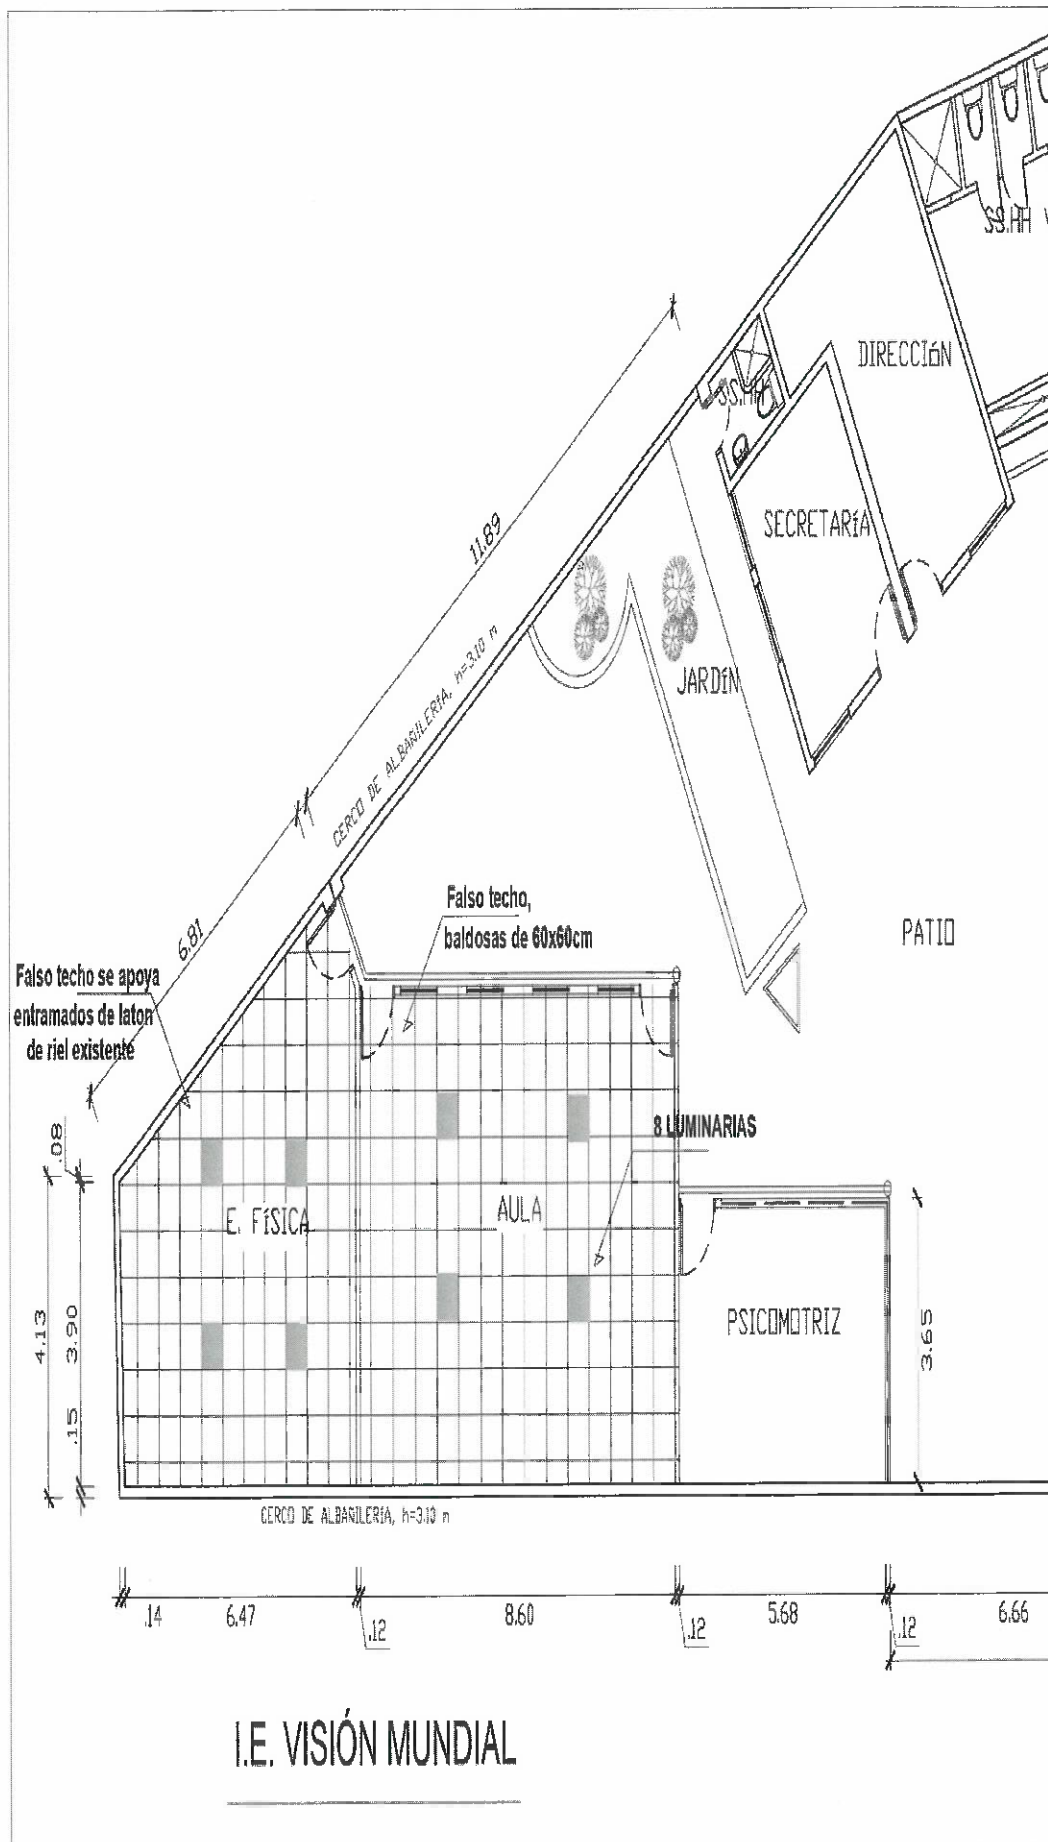 SS.HH
DIRECCIóN
SS.HH
SECRETARíA
11.89
JARDíN
CERCO DE ALBAÑILERIA, h=3.10 m
Falso techo,
baldosas de 60x60cm
PATIO
6.81
Falso techo se apoya
entramados de laton
de riel existente
8 LUMINARIAS
.08
AULA
E. FíSICA
PSICOMOTRIZ
4.13
3.90
3.65
.15
CERCO DE ALBAÑILERIA, h=3.10 m
.14
6.47
.12
8.60
.12
5.68
.12
6.66
I.E. VISIÓN MUNDIAL